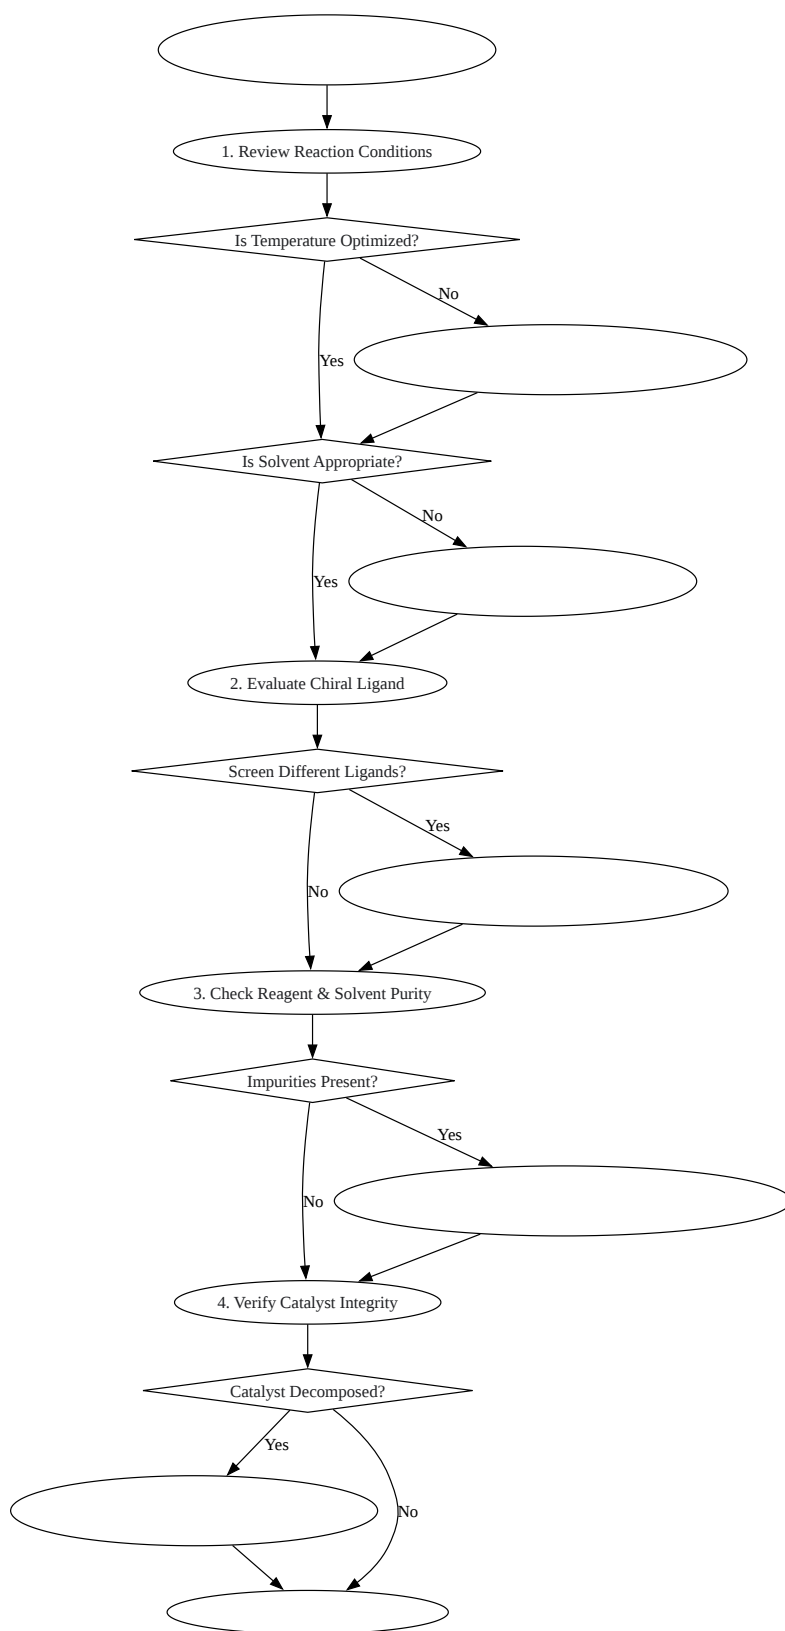 1. Review Reaction Conditions
Is Temperature Optimized?
No
Yes
Is Solvent Appropriate?
No
Yes
2. Evaluate Chiral Ligand
Screen Different Ligands?
Yes
No
3. Check Reagent & Solvent Purity
Impurities Present?
Yes
No
4. Verify Catalyst Integrity
Catalyst Decomposed?
Yes
No